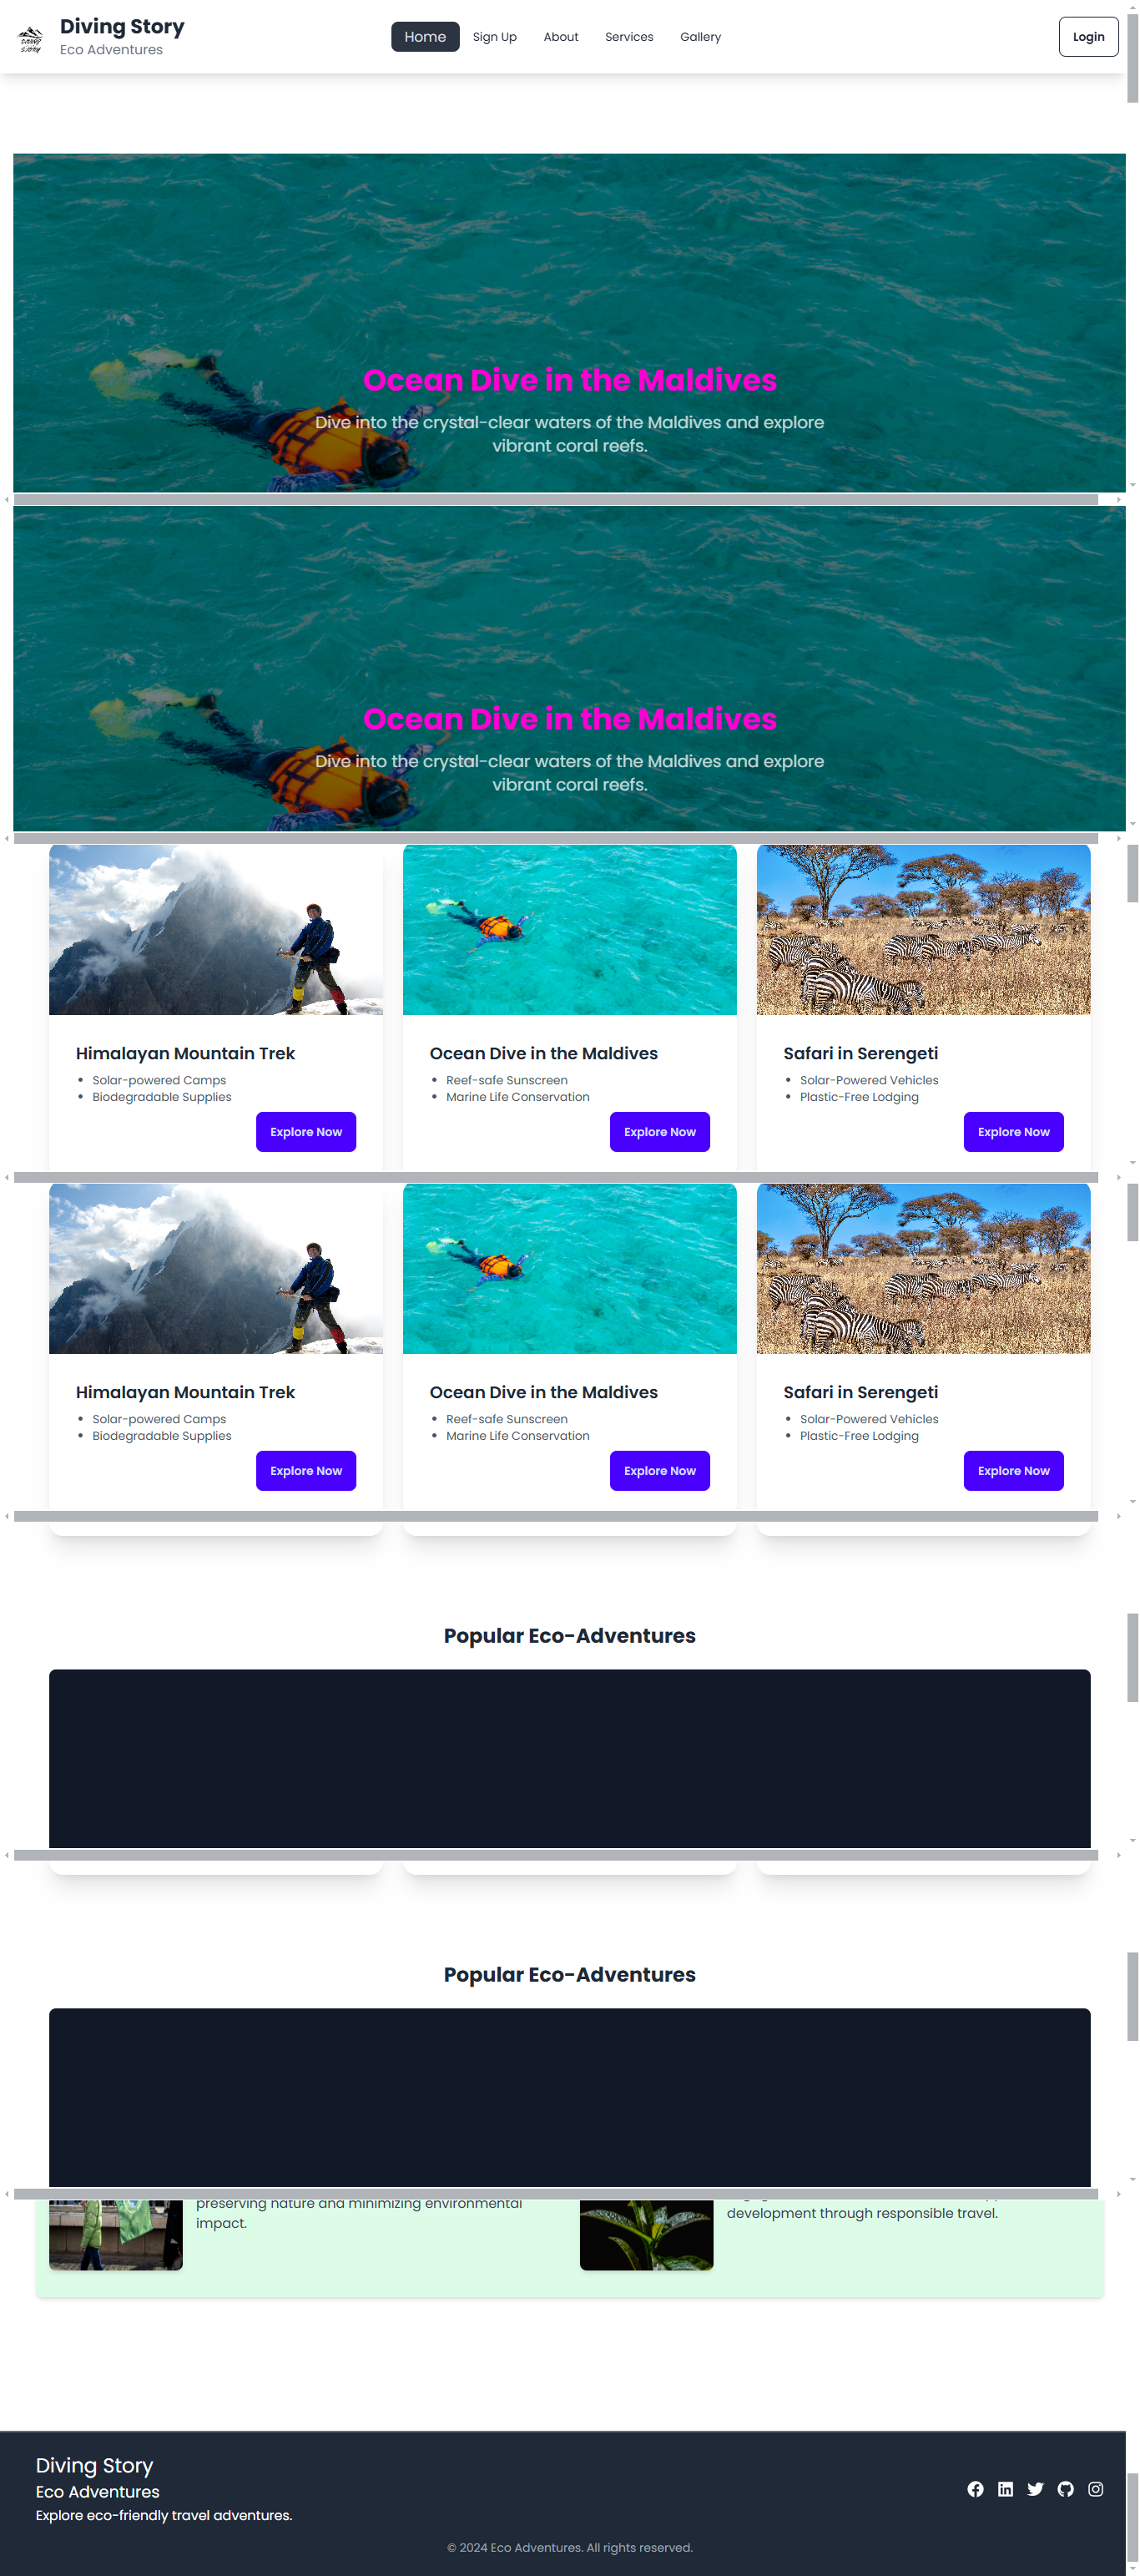 Diving Story
Eco Adventures
Home
Sign Up
About
Services
Gallery
Login
Ocean Dive in the Maldives
Dive into the crystal-clear waters of the Maldives and explore
vibrant coral reefs.
Ocean Dive in the Maldives
Dive into the crystal-clear waters of the Maldives and explore
vibrant coral reefs.
Himalayan Mountain Trek
Solar-powered Camps
Biodegradable Supplies
Explore Now
Ocean Dive in the Maldives
Reef-safe Sunscreen
Marine Life Conservation
Explore Now
Safari in Serengeti
Solar-Powered Vehicles
Plastic-Free Lodging
Explore Now
Himalayan Mountain Trek
Solar-powered Camps
Biodegradable Supplies
Explore Now
Ocean Dive in the Maldives
Reef-safe Sunscreen
Marine Life Conservation
Explore Now
Safari in Serengeti
Solar-Powered Vehicles
Plastic-Free Lodging
Explore Now
Popular Eco-Adventures
Popular Eco-Adventures
preserving nature and minimizing environmental
impact.
development through responsible travel.
Diving Story
Eco Adventures
Explore eco-friendly travel adventures.
© 2024 Eco Adventures. All rights reserved.